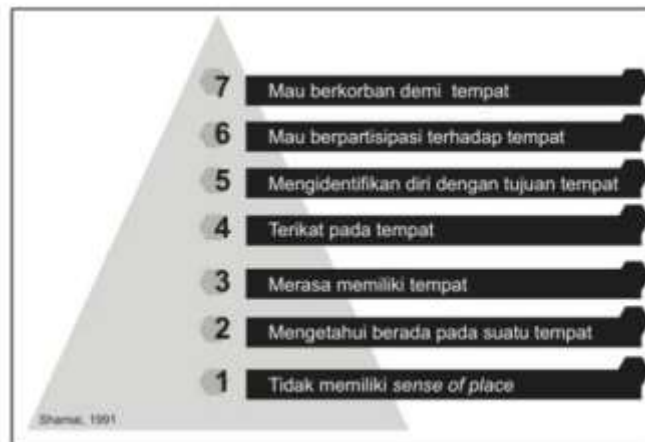 7 Mau berkorban demi tempat
6 Mau berpartisipasi terhadap tempat
5 Mengidentifikan diri dengan tujuan tempat
4 Terikat pada tempat
3 Merasa memiliki tempat
2 Mengetahui berada pada suatu tempat
1 Tidak memiliki sense of place
Shamai, 1991